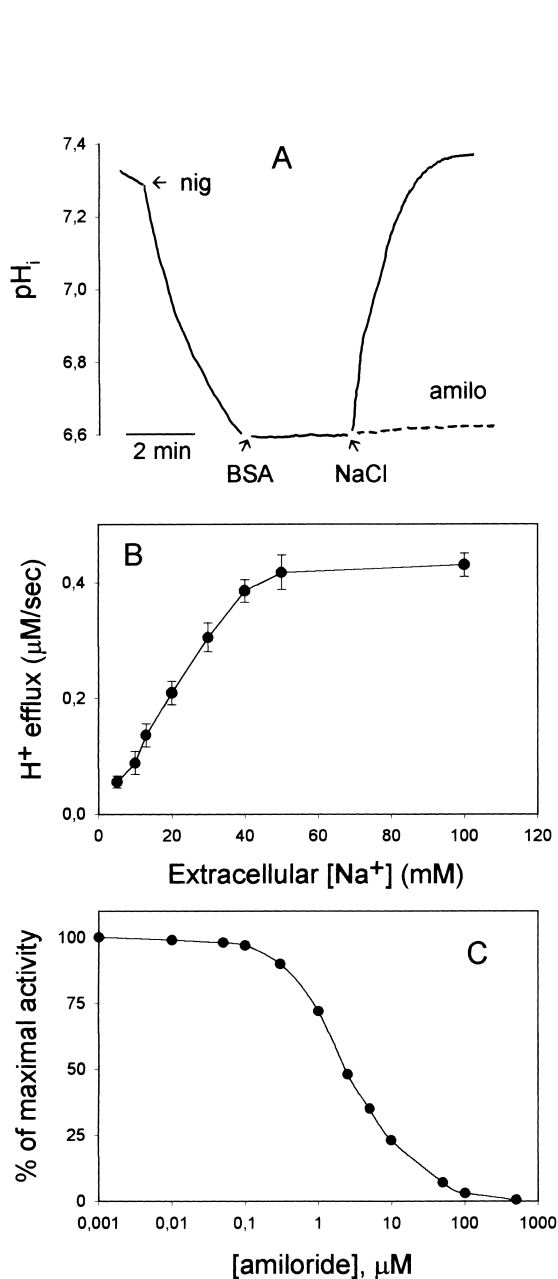 A
7,4
← nig
7,2
7,0
pHi
6,8
amilo
6,6
2 min
BSA
NaCl
B
0,4
0,2
0,0
H+ efflux (μM/sec)
0 20 40 60 80 100 120
Extracellular [Na+] (mM)
C
100
75
50
25
0
% of maximal activity
0,001 0,01 0,1 1 10 100 1000
[amiloride], μM